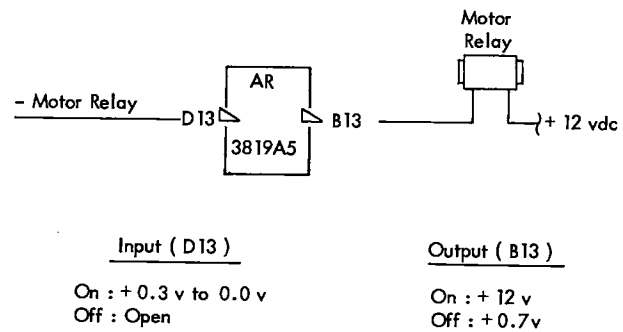 Motor
Relay
AR
- Motor Relay
D13
B13
+ 12 vdc
3819A5
Input ( D13 )
Output ( B13 )
On : + 0.3 v to 0.0 v
Off : Open
On : + 12 v
Off : + 0.7 v